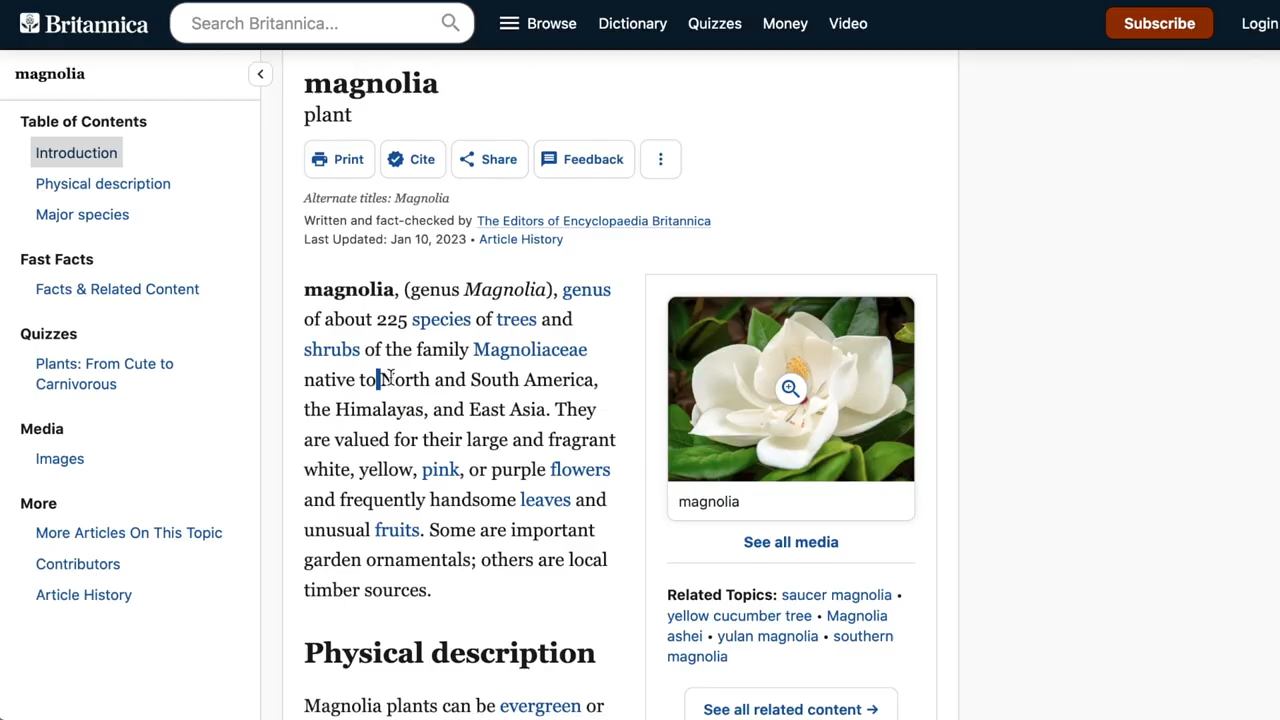 Britannica
Search Britannica...
Browse
Dictionary
Quizzes
Money
Video
Subscribe
Login
magnolia
Table of Contents
Introduction
Physical description
Major species
Fast Facts
Facts & Related Content
Quizzes
Plants: From Cute to
Carnivorous
Media
Images
More
More Articles On This Topic
Contributors
Article History
magnolia
plant
Print
Cite
Share
Feedback
Alternate titles: Magnolia
Written and fact-checked by The Editors of Encyclopaedia Britannica
Last Updated: Jan 10, 2023 • Article History
magnolia, (genus Magnolia), genus
of about 225 species of trees and
shrubs of the family Magnoliaceae
native to North and South America,
the Himalayas, and East Asia. They
are valued for their large and fragrant
white, yellow, pink, or purple flowers
and frequently handsome leaves and
unusual fruits. Some are important
garden ornamentals; others are local
timber sources.
Physical description
Magnolia plants can be evergreen or
magnolia
See all media
Related Topics: saucer magnolia •
yellow cucumber tree • Magnolia
ashei • yulan magnolia • southern
magnolia
See all related content →